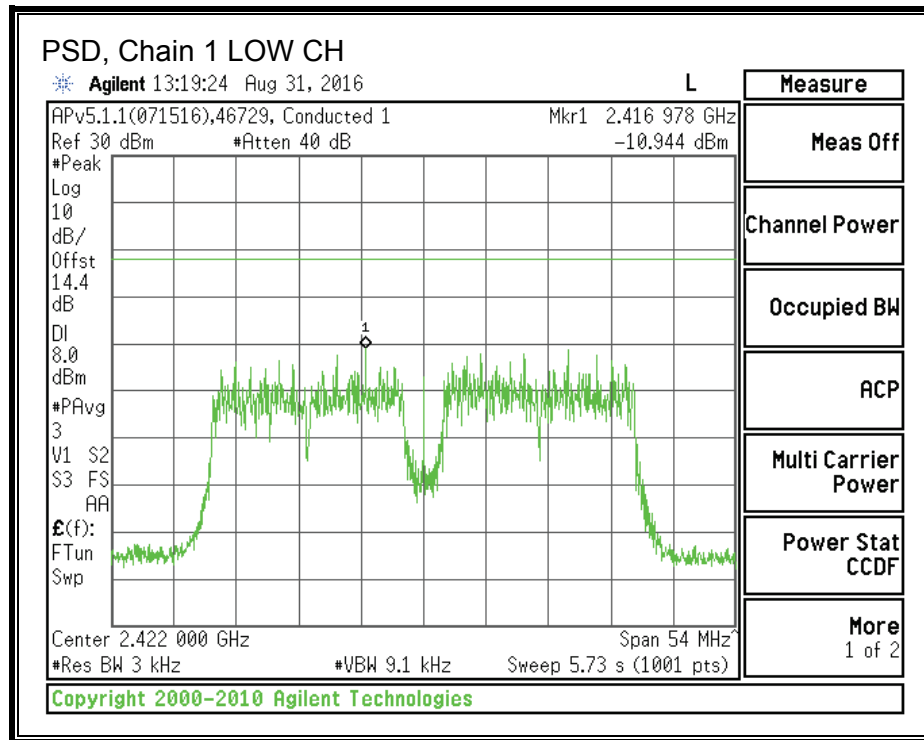 PSD, Chain 1 LOW CH
Agilent 13:19:24 Aug 31, 2016 L
APv5.1.1(071516),46729, Conducted 1 Mkr1 2.416 978 GHz
Ref 30 dBm #Atten 40 dB -10.944 dBm
#Peak
Log
10
dB/
Offst
14.4
dB
DI
8.0
dBm
#PAvg
3
V1 S2
S3 FS
AA
£(f):
FTun
Swp
1
Center 2.422 000 GHz Span 54 MHz^
#Res BW 3 kHz #VBW 9.1 kHz Sweep 5.73 s (1001 pts)
Copyright 2000-2010 Agilent Technologies
Measure
Meas Off
Channel Power
Occupied BW
ACP
Multi Carrier
Power
Power Stat
CCDF
More
1 of 2